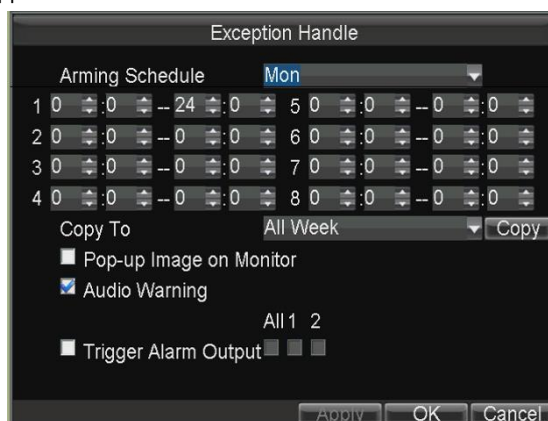 Exception Handle
Arming Schedule Mon
1 0 :0 -- 24 :0 5 0 :0 -- 0 :0
2 0 :0 -- 0 :0 6 0 :0 -- 0 :0
3 0 :0 -- 0 :0 7 0 :0 -- 0 :0
4 0 :0 -- 0 :0 8 0 :0 -- 0 :0
Copy To All Week Copy
Pop-up Image on Monitor
Audio Warning
All 1 2
Trigger Alarm Output
Apply OK Cancel